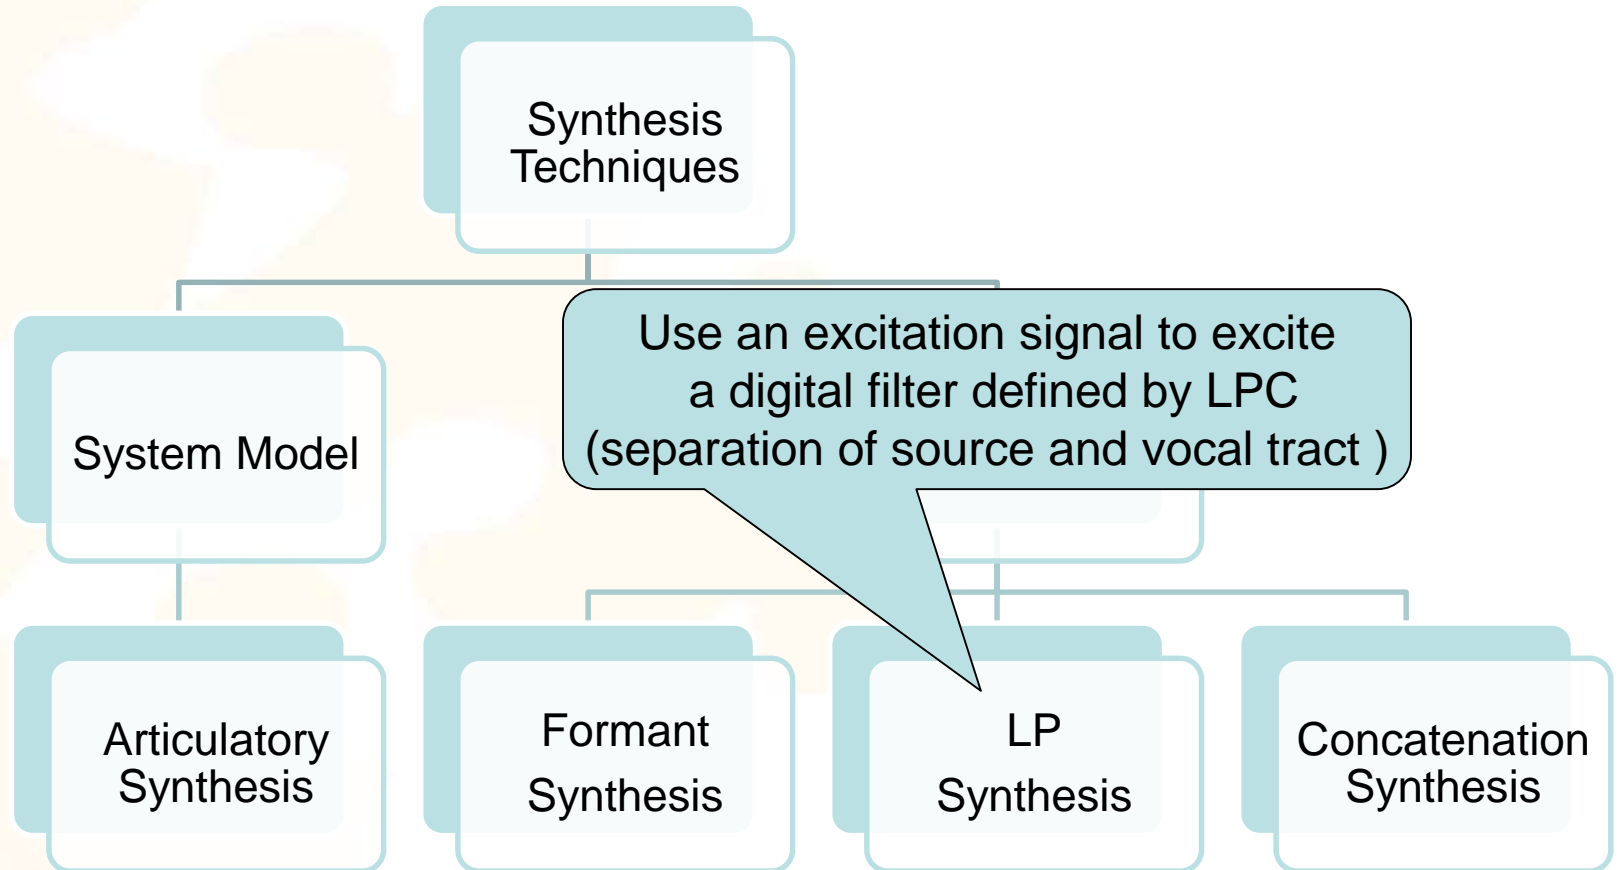 Synthesis
Techniques
Use an excitation signal to excite
a digital filter defined by LPC
(separation of source and vocal tract )
System Model
Articulatory
Synthesis
Formant
Synthesis
LP
Synthesis
Concatenation
Synthesis